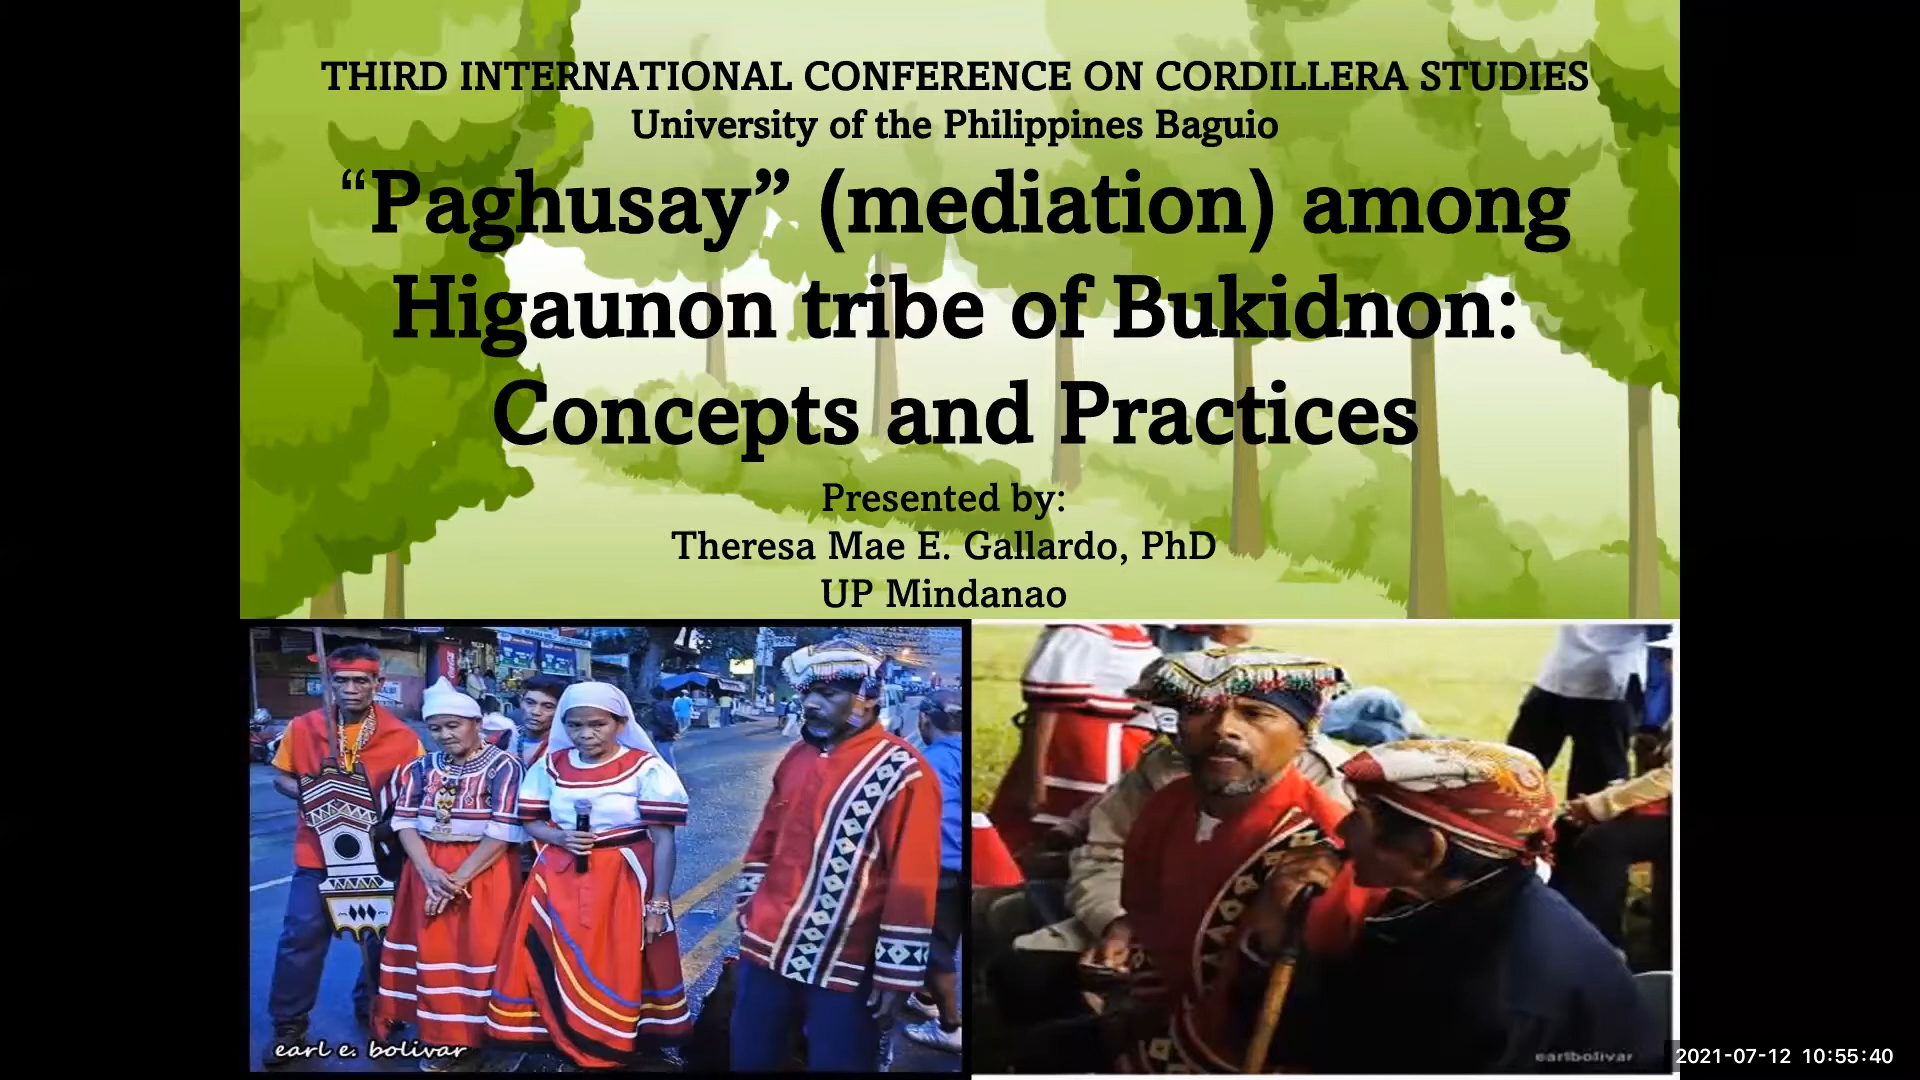 THIRD INTERNATIONAL CONFERENCE ON CORDILLERA STUDIES
University of the Philippines Baguio
“Paghusay” (mediation) among
Higaunon tribe of Bukidnon:
Concepts and Practices
Presented by:
Theresa Mae E. Gallardo, PhD
UP Mindanao
earl e. bolivar
earlbolivar
2021-07-12 10:55:40